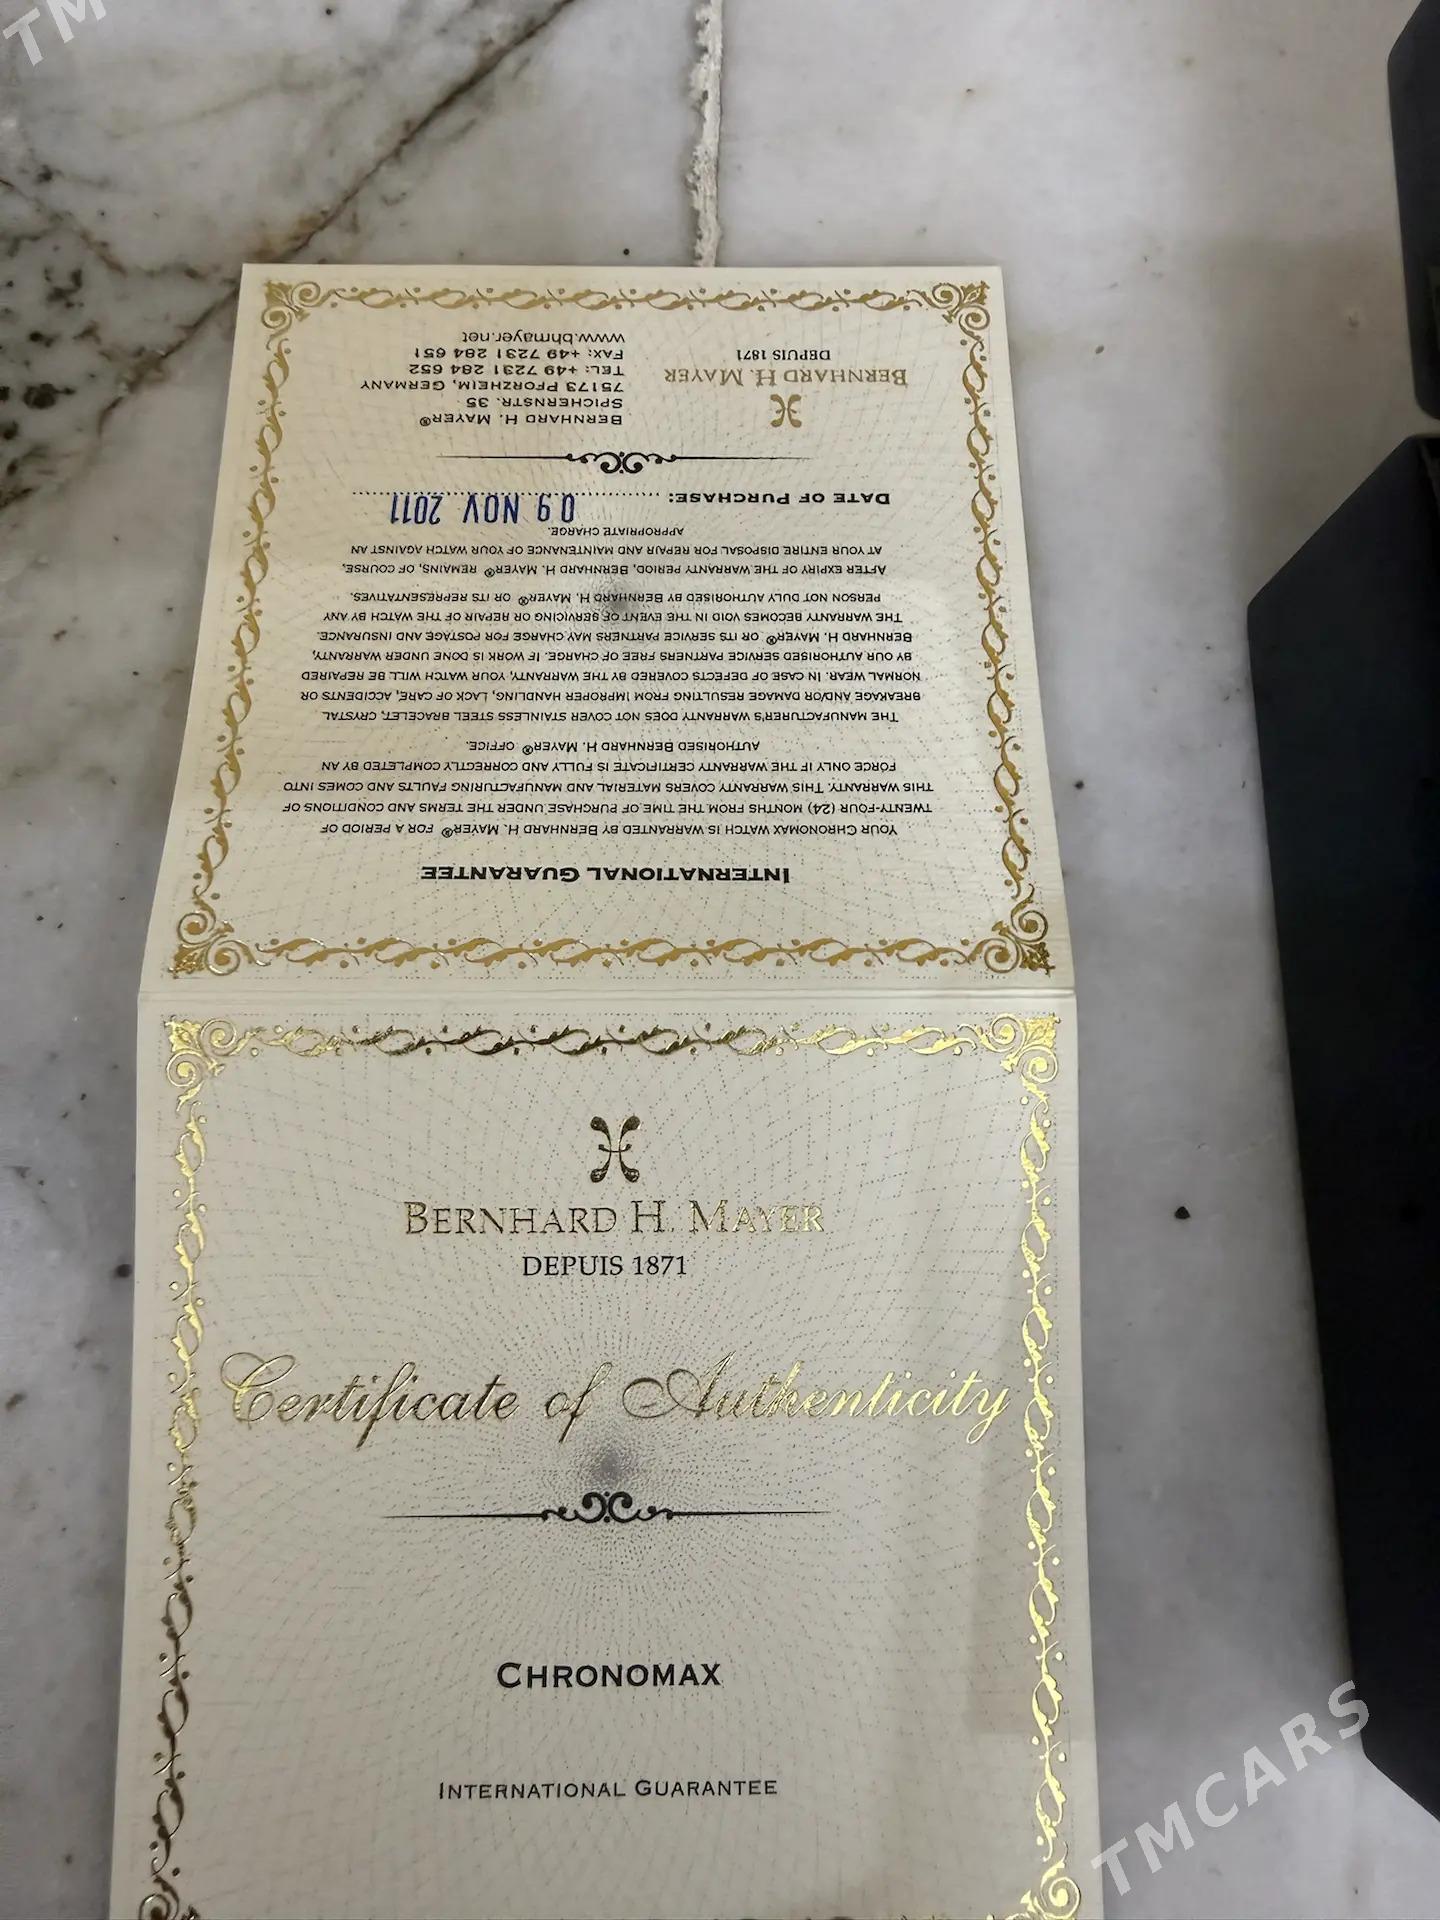 TM
BERNHARD H. MAYER
DEPUIS 1871
Certificate of Authenticity
CHRONOMAX
INTERNATIONAL GUARANTEE
INTERNATIONAL GUARANTEE
YOUR CHRONOMAX WATCH IS WARRANTED BY BERNHARD H. MAYER® FOR A PERIOD OF
TWENTY-FOUR (24) MONTHS FROM THE TIME OF PURCHASE UNDER THE TERMS AND CONDITIONS OF
THIS WARRANTY. THIS WARRANTY COVERS MATERIAL AND MANUFACTURING FAULTS AND COMES INTO
FORCE ONLY IF THE WARRANTY CERTIFICATE IS FULLY AND CORRECTLY COMPLETED BY AN
AUTHORISED BERNHARD H. MAYER® OFFICE.
THE MANUFACTURER'S WARRANTY DOES NOT COVER STAINLESS STEEL BRACELET, CRYSTAL
BREAKAGE AND/OR DAMAGE RESULTING FROM IMPROPER HANDLING, LACK OF CARE, ACCIDENTS OR
NORMAL WEAR. IN CASE OF DEFECTS COVERED BY THE WARRANTY, YOUR WATCH WILL BE REPAIRED
BY OUR AUTHORISED SERVICE PARTNERS FREE OF CHARGE. IF WORK IS DONE UNDER WARRANTY,
BERNHARD H. MAYER® OR ITS SERVICE PARTNERS MAY CHARGE FOR POSTAGE AND INSURANCE.
THE WARRANTY BECOMES VOID IN THE EVENT OF SERVICING OR REPAIR OF THE WATCH BY ANY
PERSON NOT DULY AUTHORISED BY BERNHARD H. MAYER® OR ITS REPRESENTATIVES.
AFTER EXPIRY OF THE WARRANTY PERIOD, BERNHARD H. MAYER® REMAINS, OF COURSE,
AT YOUR ENTIRE DISPOSAL FOR REPAIR AND MAINTENANCE OF YOUR WATCH AGAINST AN
APPROPRIATE CHARGE.
DATE OF PURCHASE: 09 NOV 2011
BERNHARD H. MAYER
DEPUIS 1871
BERNHARD H. MAYER®
SPICHERNSTR. 35
75173 PFORZHEIM, GERMANY
TEL: +49 7231 284 652
FAX: +49 7231 284 651
www.bhmayer.net
TMCARS